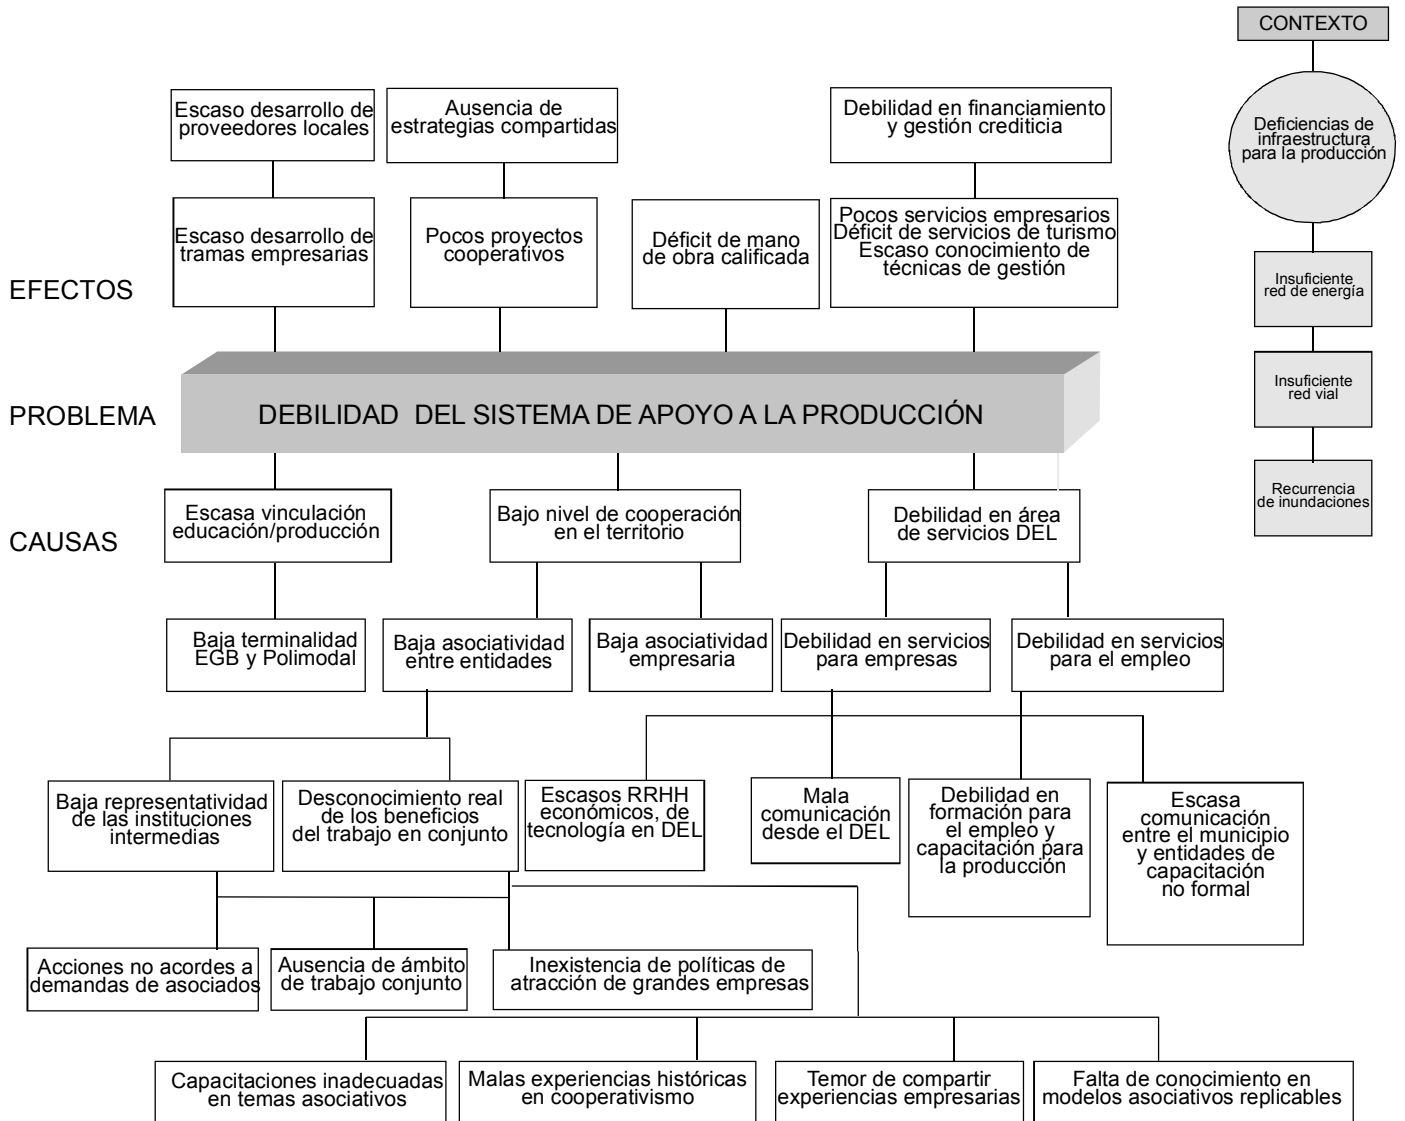 CONTEXTO
Deficiencias de
infraestructura
para la producción
Insuficiente
red de energía
Insuficiente
red vial
Recurrencia
de inundaciones
Escaso desarrollo de
proveedores locales
Ausencia de
estrategias compartidas
Debilidad en financiamiento
y gestión crediticia
EFECTOS
Escaso desarrollo de
tramas empresarias
Pocos proyectos
cooperativos
Déficit de mano
de obra calificada
Pocos servicios empresarios
Déficit de servicios de turismo
Escaso conocimiento de
técnicas de gestión
PROBLEMA
DEBILIDAD DEL SISTEMA DE APOYO A LA PRODUCCIÓN
CAUSAS
Escasa vinculación
educación/producción
Bajo nivel de cooperación
en el territorio
Debilidad en área
de servicios DEL
Baja terminalidad
EGB y Polimodal
Baja asociatividad
entre entidades
Baja asociatividad
empresaria
Debilidad en servicios
para empresas
Debilidad en servicios
para el empleo
Baja representatividad
de las instituciones
intermedias
Desconocimiento real
de los beneficios
del trabajo en conjunto
Escasos RRHH
económicos, de
tecnología en DEL
Mala
comunicación
desde el DEL
Debilidad en
formación para
el empleo y
capacitación para
la producción
Escasa
comunicación
entre el municipio
y entidades de
capacitación
no formal
Acciones no acordes a
demandas de asociados
Ausencia de ámbito
de trabajo conjunto
Inexistencia de políticas de
atracción de grandes empresas
Capacitaciones inadecuadas
en temas asociativos
Malas experiencias históricas
en cooperativismo
Temor de compartir
experiencias empresarias
Falta de conocimiento en
modelos asociativos replicables